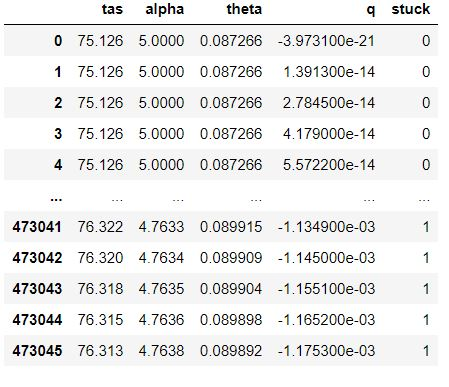 tas alpha theta q stuck
0 75.126 5.0000 0.087266 -3.973100e-21 0
1 75.126 5.0000 0.087266 1.391300e-14 0
2 75.126 5.0000 0.087266 2.784500e-14 0
3 75.126 5.0000 0.087266 4.179000e-14 0
4 75.126 5.0000 0.087266 5.572200e-14 0
... ... ... ... ... ...
473041 76.322 4.7633 0.089915 -1.134900e-03 1
473042 76.320 4.7634 0.089909 -1.145000e-03 1
473043 76.318 4.7635 0.089904 -1.155100e-03 1
473044 76.315 4.7636 0.089898 -1.165200e-03 1
473045 76.313 4.7638 0.089892 -1.175300e-03 1